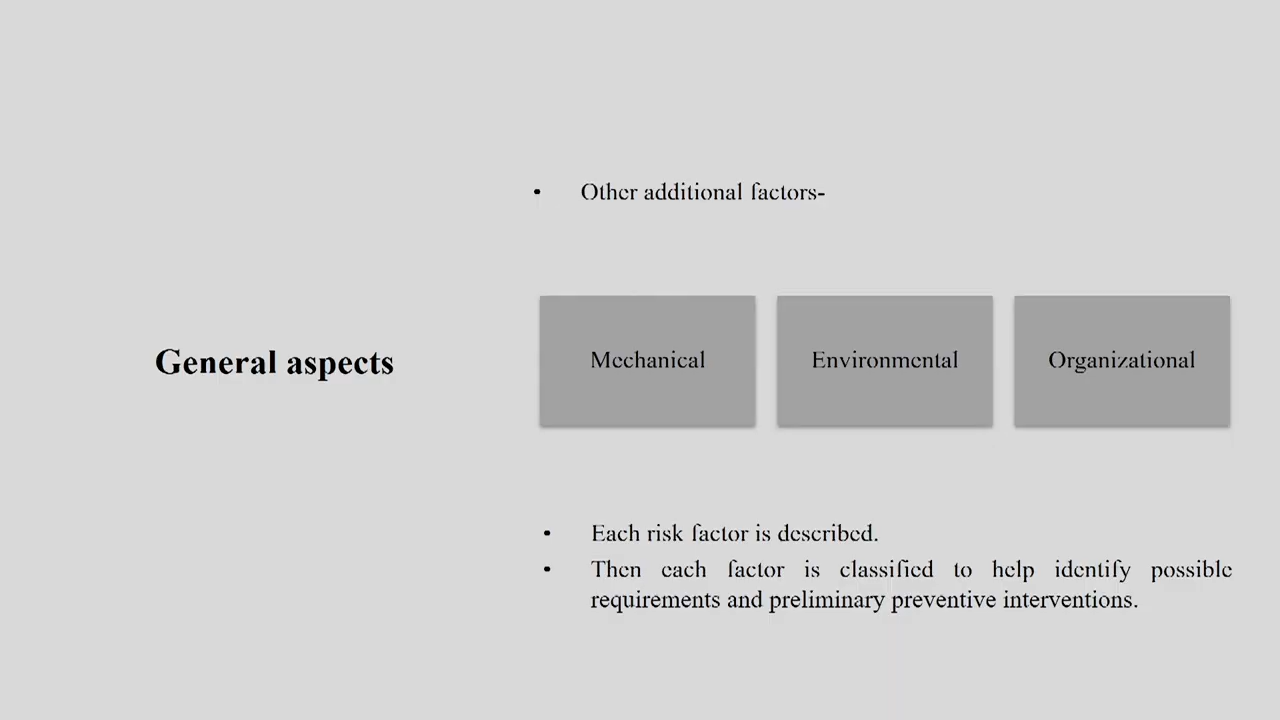 • Other additional factors-
Mechanical
Environmental
Organizational
General aspects
• Each risk factor is described.
• Then each factor is classified to help identify possible
requirements and preliminary preventive interventions.